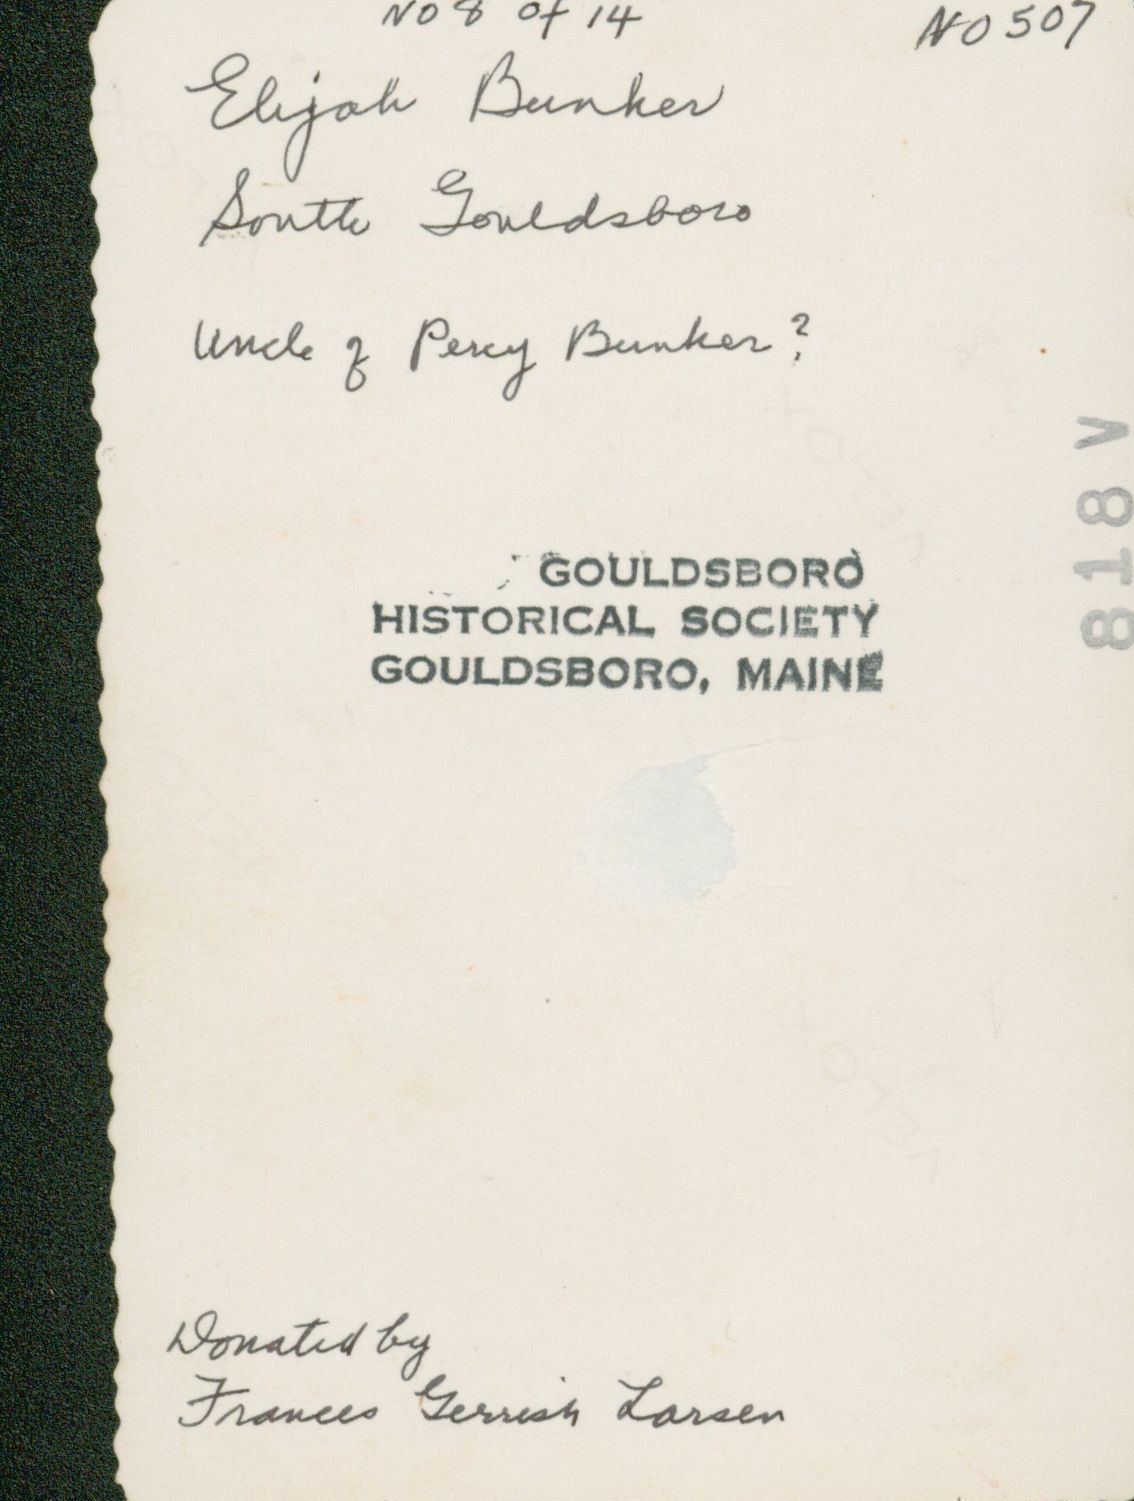 NO 8 of 14
NO 507
Elijah Bunker
South Gouldsboro
Uncle of Percy Bunker?
GOULDSBORO
HISTORICAL SOCIETY
GOULDSBORO, MAINE
818 V
Donated by
Frances Gerrish Larsen